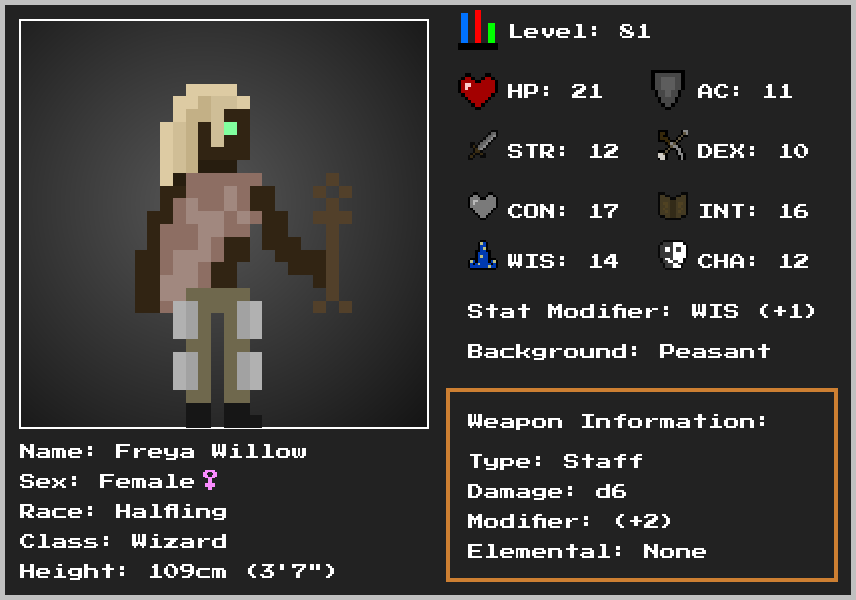 Level: 81
HP: 21 AC: 11
STR: 12 DEX: 10
CON: 17 INT: 16
WIS: 14 CHA: 12
Stat Modifier: WIS (+1)
Background: Peasant
Weapon Information:
Type: Staff
Damage: d6
Modifier: (+2)
Elemental: None
Name: Freya Willow
Sex: Female♀
Race: Halfling
Class: Wizard
Height: 109cm (3'7")